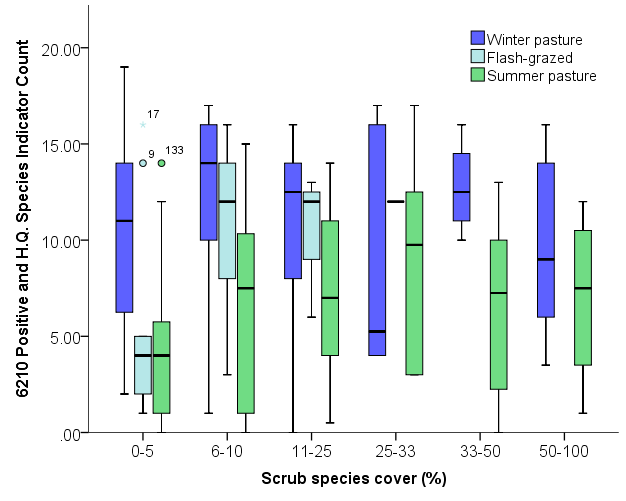 6210 Positive and H.Q. Species Indicator Count
20.00
15.00
10.00
5.00
.00
Winter pasture
Flash-grazed
Summer pasture
17
9
133
0-5
6-10
11-25
25-33
33-50
50-100
Scrub species cover (%)